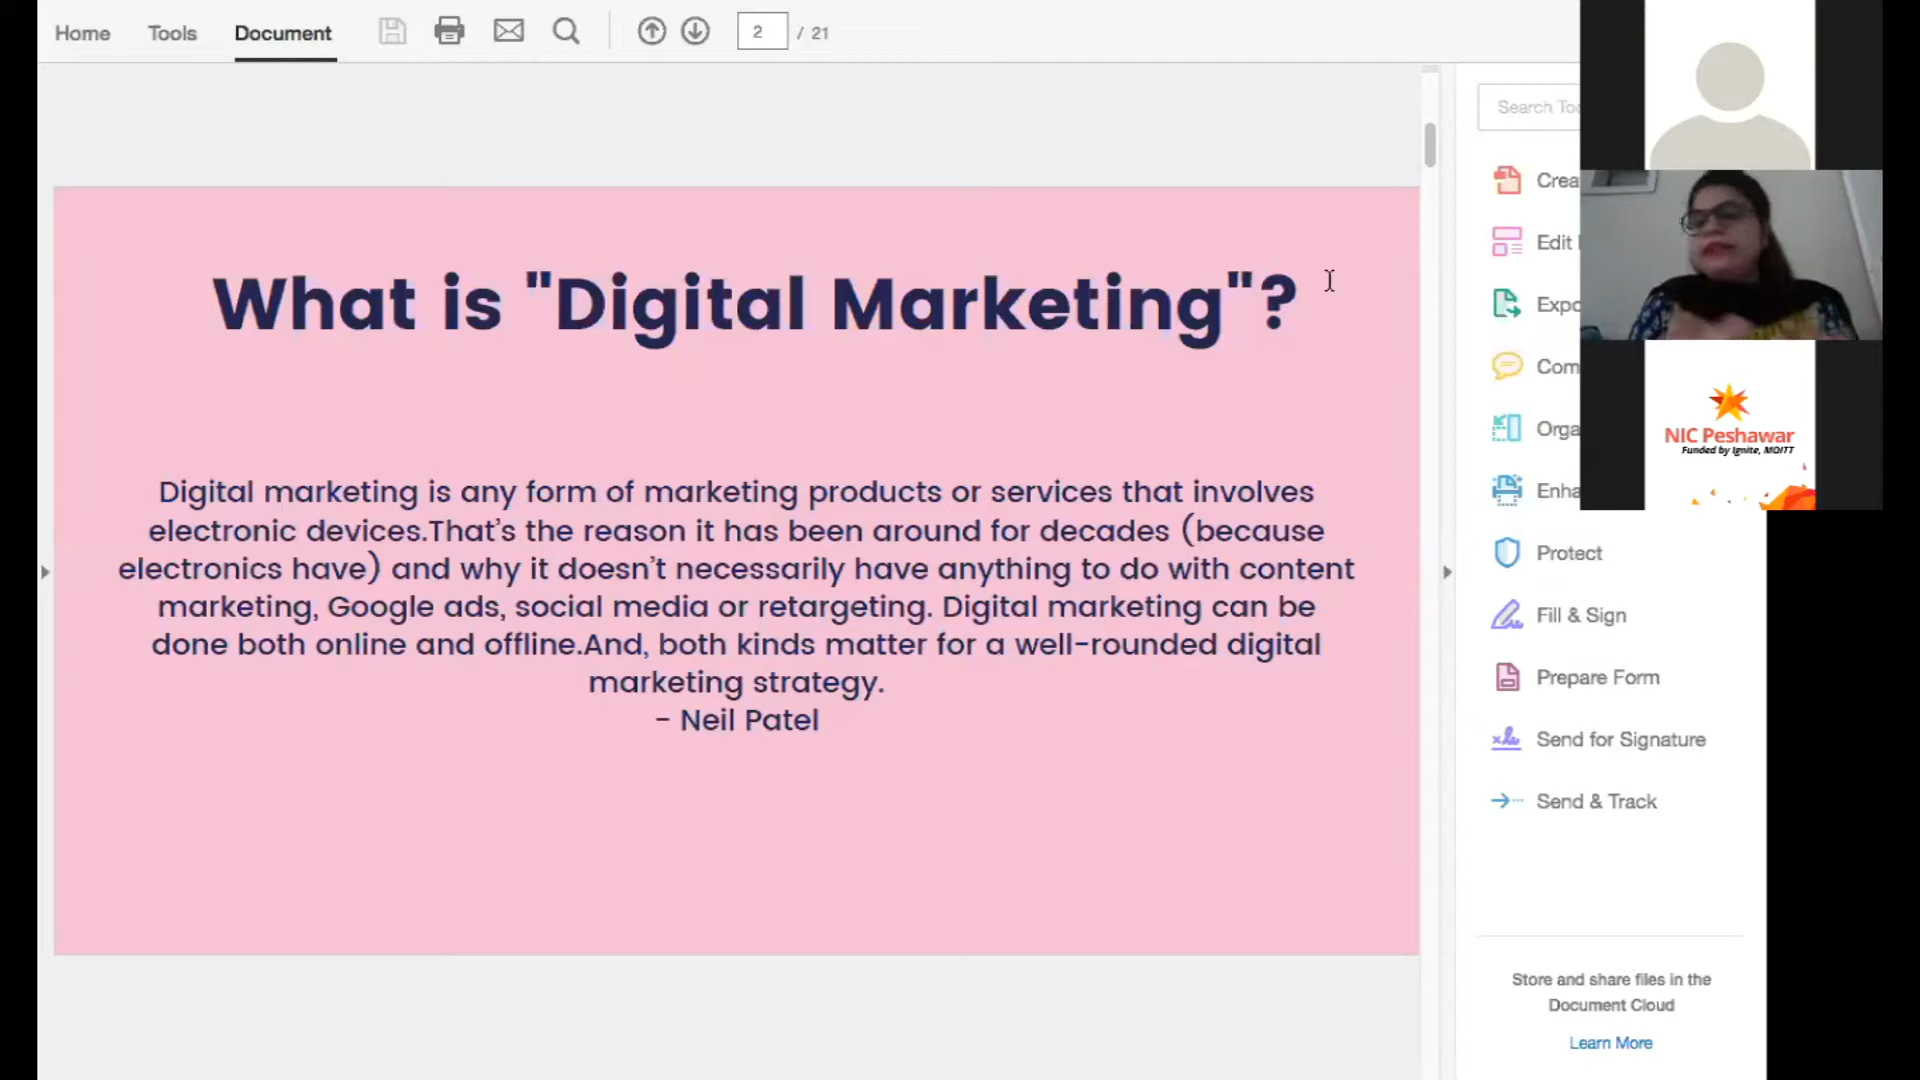 Home Tools Document 2 / 21
Search Too
Crea
Edit
Expo
Com
Orga
Enha
Protect
Fill & Sign
Prepare Form
Send for Signature
Send & Track
Store and share files in the
Document Cloud
Learn More
What is "Digital Marketing"?
Digital marketing is any form of marketing products or services that involves
electronic devices.That’s the reason it has been around for decades (because
electronics have) and why it doesn’t necessarily have anything to do with content
marketing, Google ads, social media or retargeting. Digital marketing can be
done both online and offline.And, both kinds matter for a well-rounded digital
marketing strategy.
- Neil Patel
NIC Peshawar
Funded by Ignite, MOITT